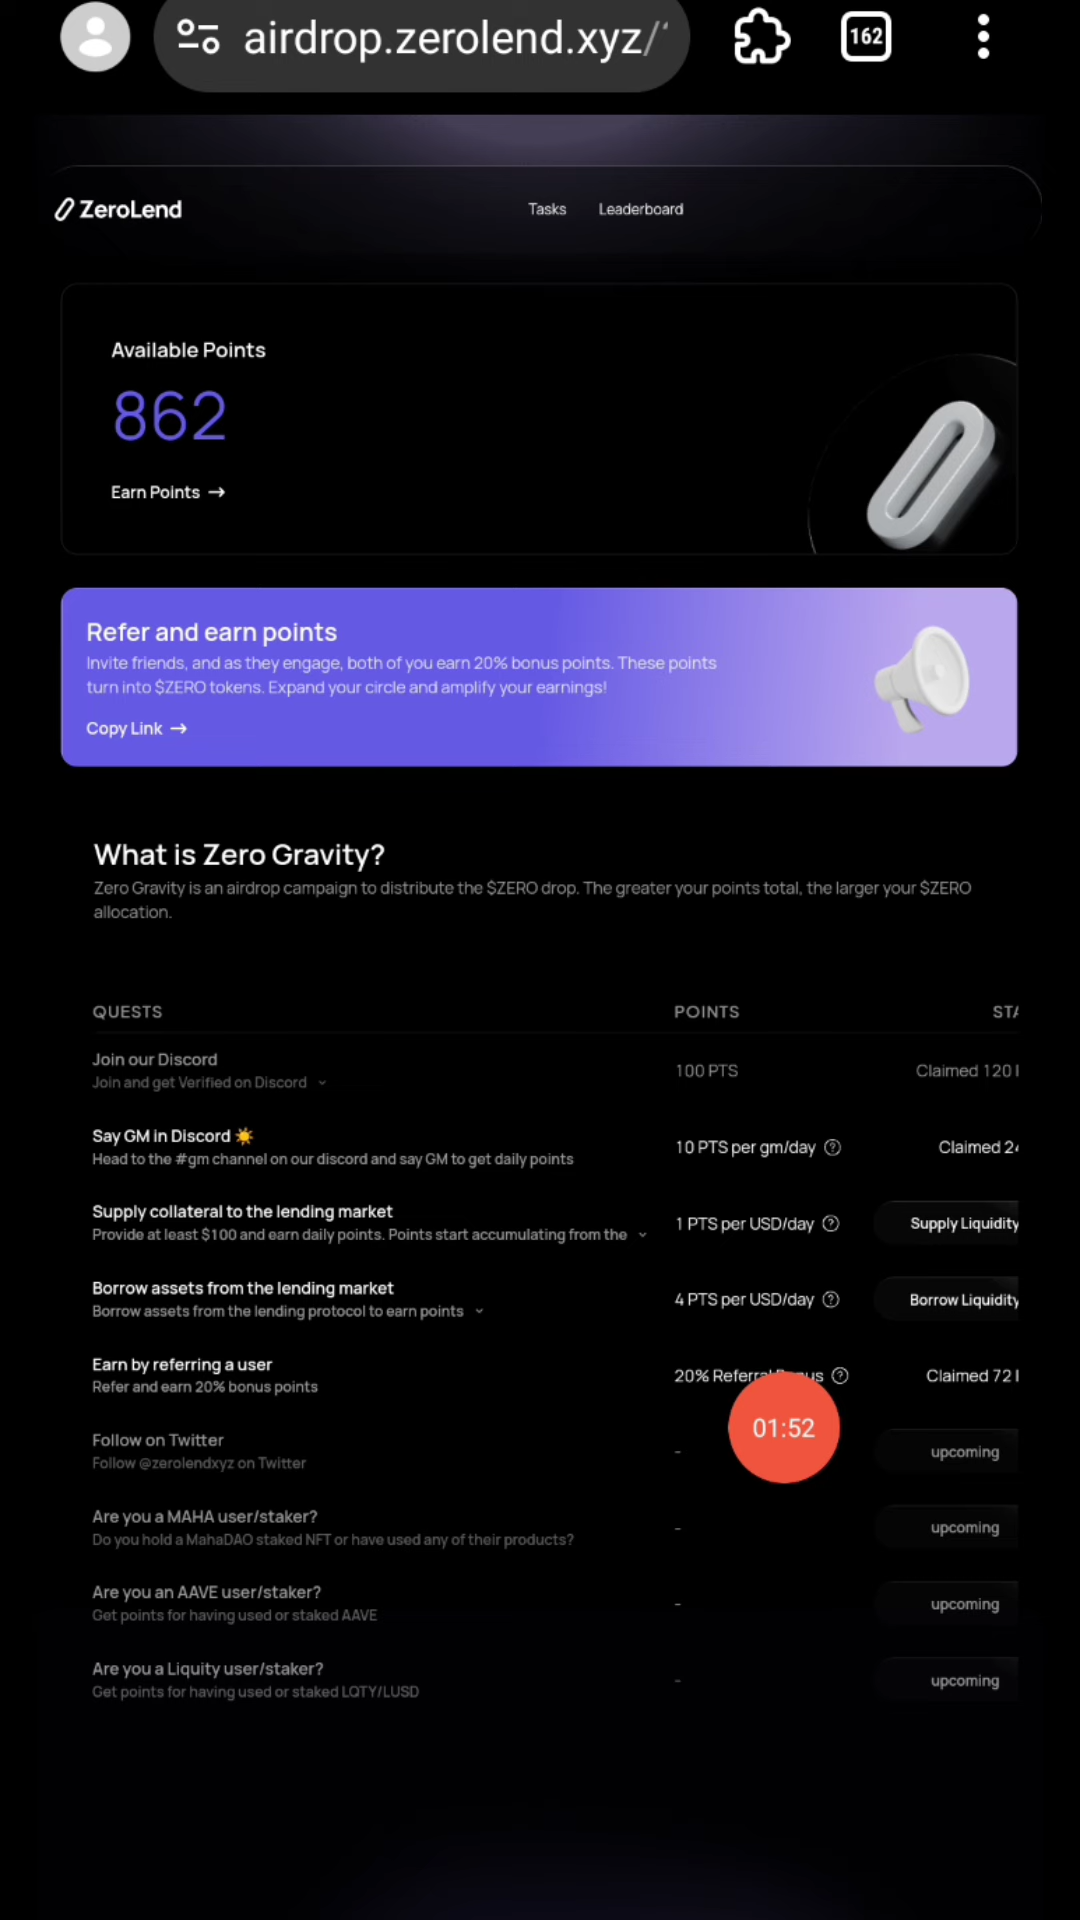 airdrop.zerolend.xyz/
162
ZeroLend
Tasks
Leaderboard
Available Points
862
Earn Points →
Refer and earn points
Invite friends, and as they engage, both of you earn 20% bonus points. These points
turn into $ZERO tokens. Expand your circle and amplify your earnings!
Copy Link →
What is Zero Gravity?
Zero Gravity is an airdrop campaign to distribute the $ZERO drop. The greater your points total, the larger your $ZERO
allocation.
QUESTS POINTS STA
Join our Discord
Join and get Verified on Discord
100 PTS
Claimed 120
Say GM in Discord ☀️
Head to the #gm channel on our discord and say GM to get daily points
10 PTS per gm/day
Claimed 24
Supply collateral to the lending market
Provide at least $100 and earn daily points. Points start accumulating from the
1 PTS per USD/day
Supply Liquidity
Borrow assets from the lending market
Borrow assets from the lending protocol to earn points
4 PTS per USD/day
Borrow Liquidity
Earn by referring a user
Refer and earn 20% bonus points
20% Referral Bonus
Claimed 72
01:52
Follow on Twitter
Follow @zerolendxyz on Twitter
-
upcoming
Are you a MAHA user/staker?
Do you hold a MahaDAO staked NFT or have used any of their products?
-
upcoming
Are you an AAVE user/staker?
Get points for having used or staked AAVE
-
upcoming
Are you a Liquity user/staker?
Get points for having used or staked LQTY/LUSD
-
upcoming